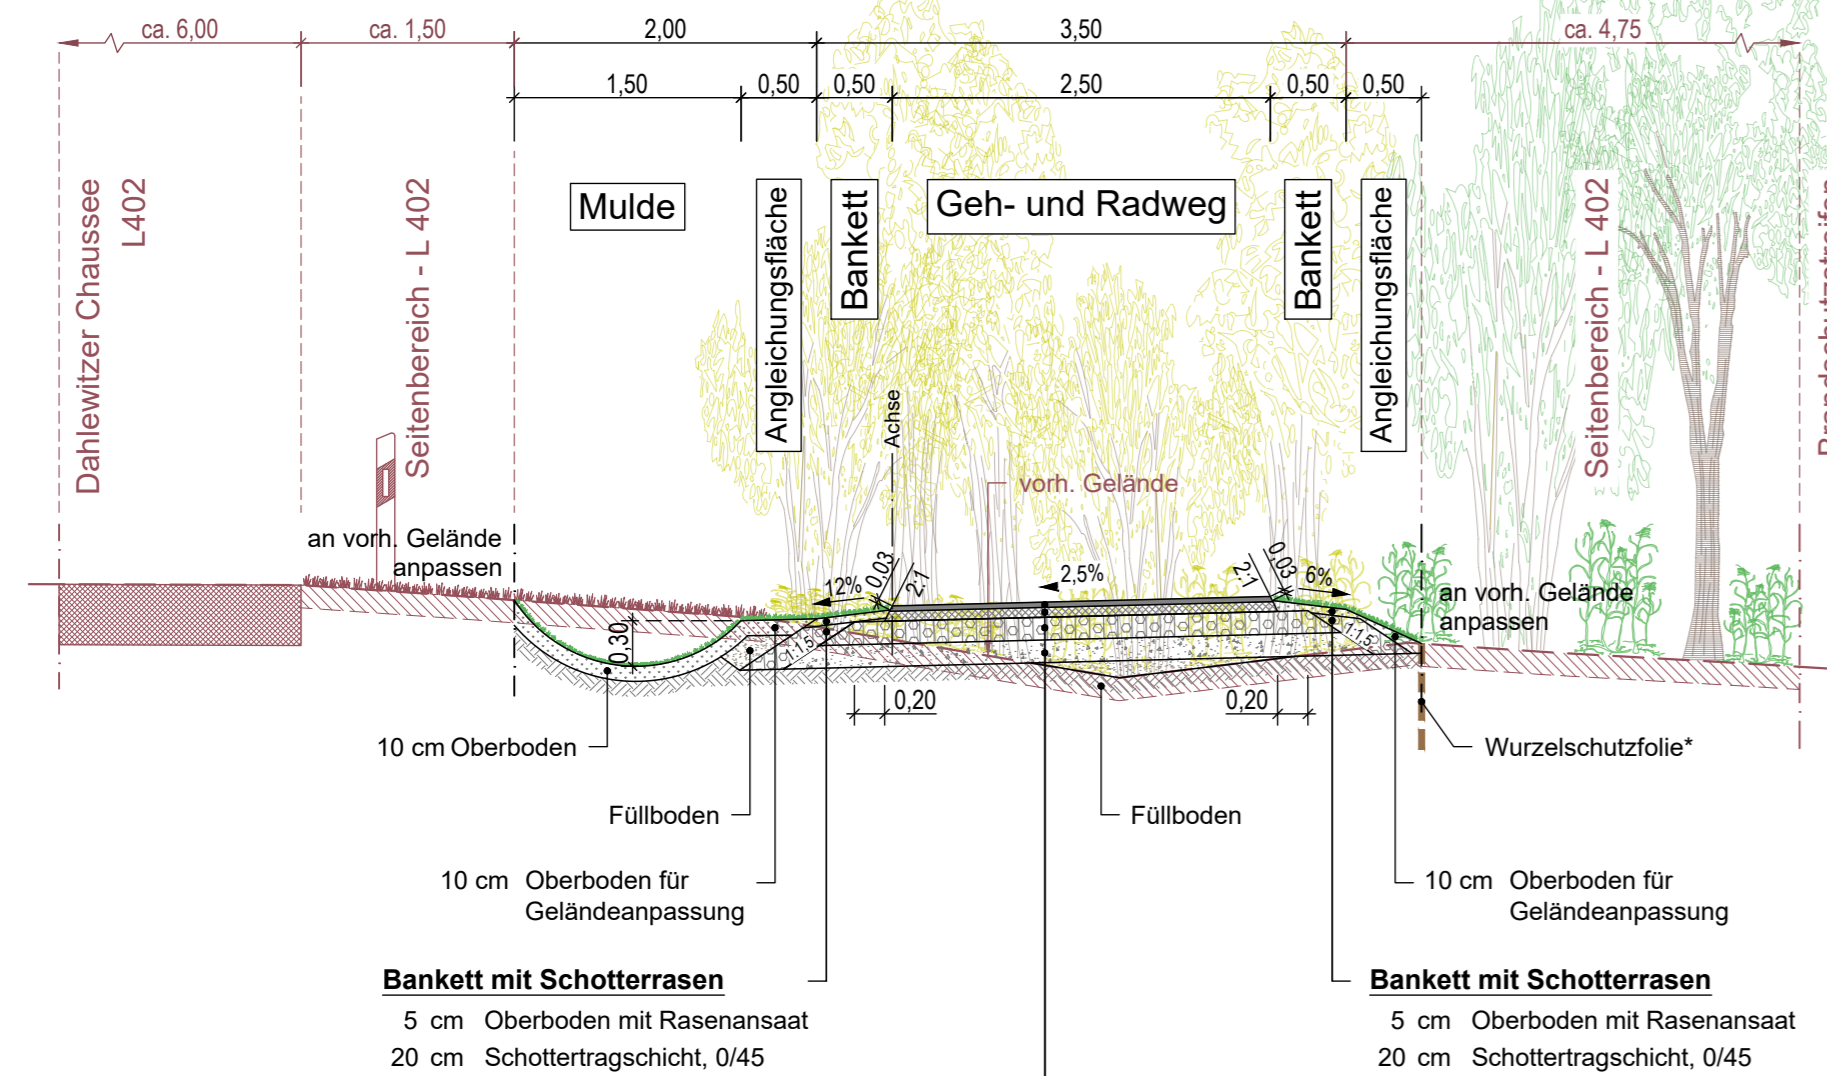 ca. 6,00
ca. 1,50
2,00
3,50
ca. 4,75
1,50
0,50
0,50
2,50
0,50
0,50
Dahlewitzer Chaussee
L402
Seitenbereich - L 402
Mulde
Angleichungsfläche
Bankett
Geh- und Radweg
Bankett
Angleichungsfläche
Seitenbereich - L 402
Achse
vorh. Gelände
an vorh. Gelände
anpassen
12%
0,03
2:1
2,5%
2:1
0,03
6%
an vorh. Gelände
anpassen
0,30
1:1,5
1:1,5
0,20
0,20
10 cm Oberboden
Wurzelschutzfolie*
Füllboden
Füllboden
10 cm Oberboden für
Geländeanpassung
10 cm Oberboden für
Geländeanpassung
Bankett mit Schotterrasen
5 cm Oberboden mit Rasenansaat
20 cm Schottertragschicht, 0/45
Bankett mit Schotterrasen
5 cm Oberboden mit Rasenansaat
20 cm Schottertragschicht, 0/45